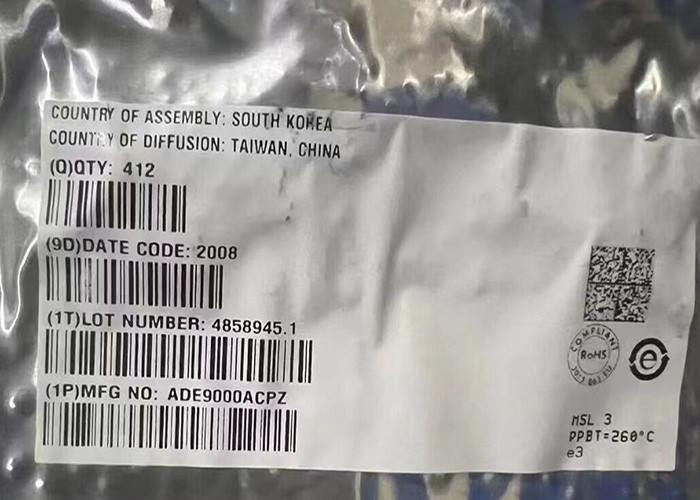 COUNTRY OF ASSEMBLY: SOUTH KOREA
COUNTRY OF DIFFUSION: TAIWAN, CHINA
(Q)QTY: 412
(9D)DATE CODE: 2008
(1T)LOT NUMBER: 4858945.1
(1P)MFG NO: ADE9000ACPZ
COMPLIANT
RoHS
e
MSL 3
PPBT=260°C
e3